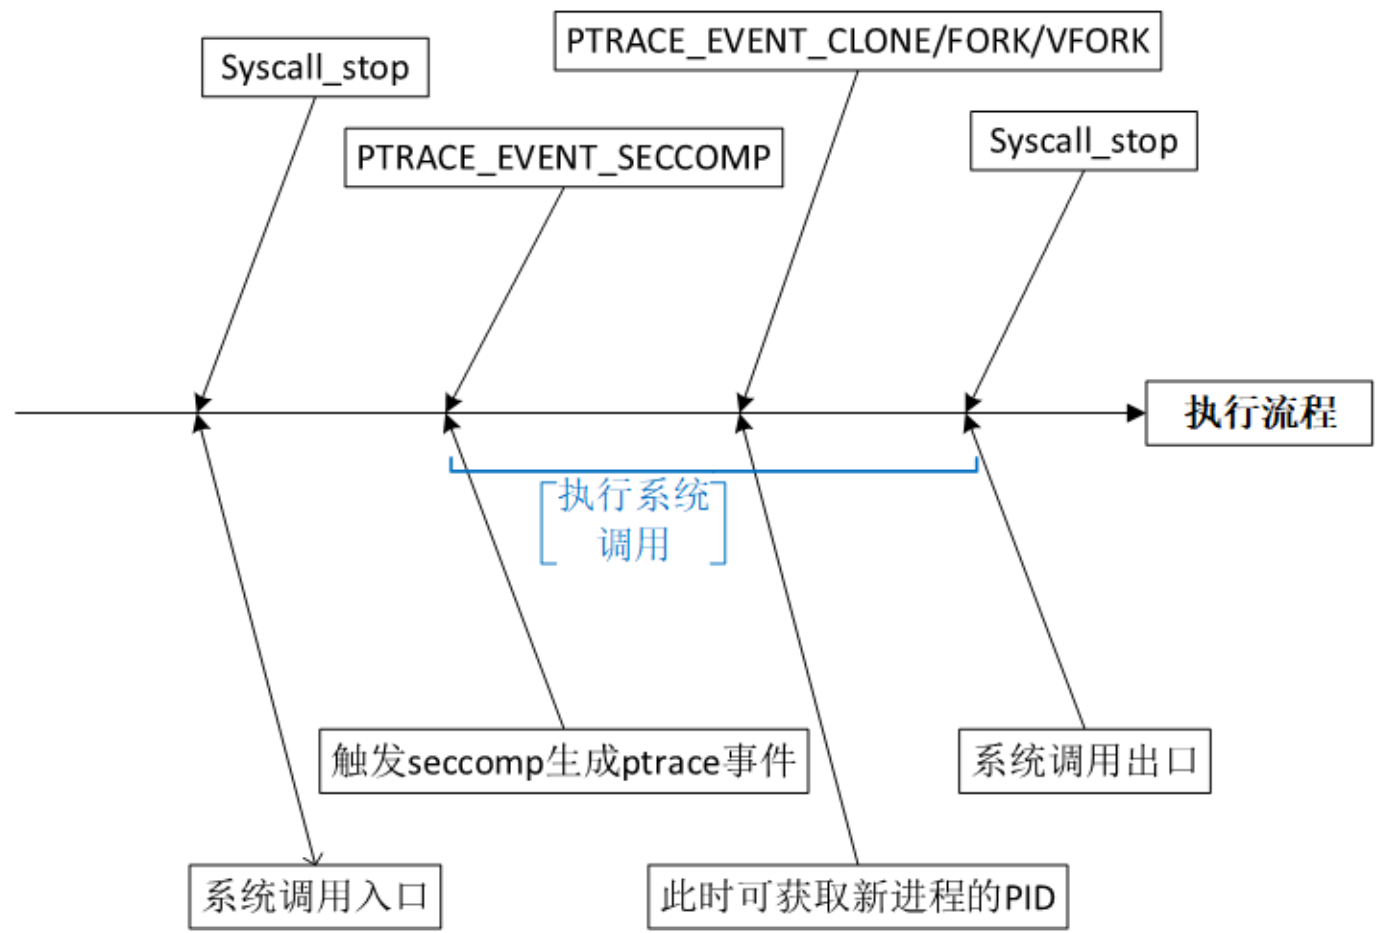 PTRACE_EVENT_CLONE/FORK/VFORK
Syscall_stop
Syscall_stop
PTRACE_EVENT_SECCOMP
执行流程
执行系统
调用
触发seccomp生成ptrace事件
系统调用出口
系统调用入口
此时可获取新进程的PID